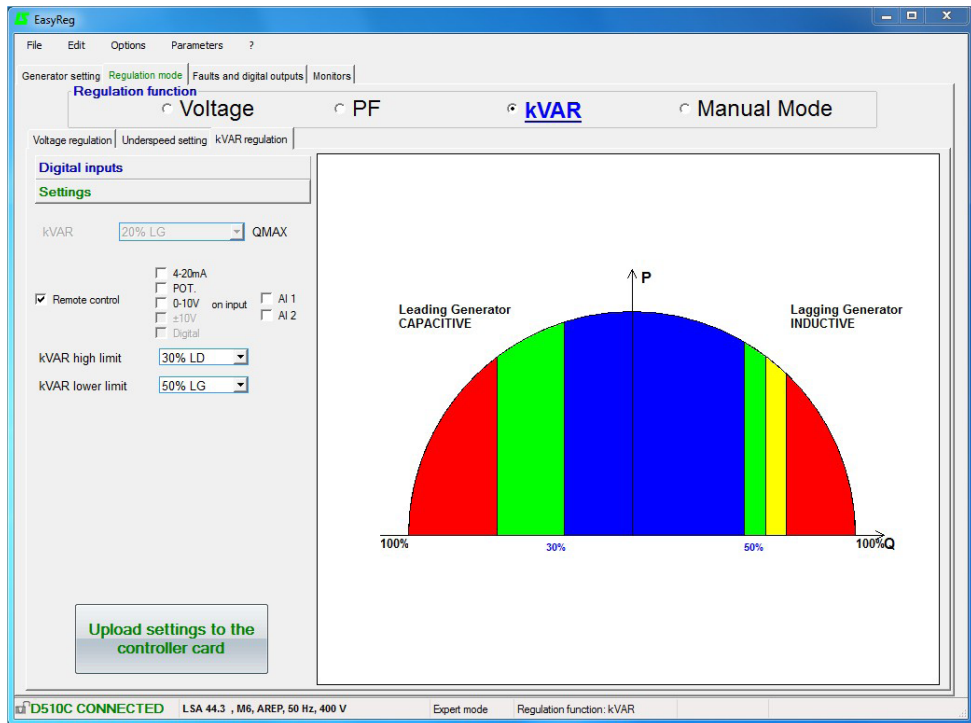 EasyReg
File Edit Options Parameters ?
Generator setting Regulation mode Faults and digital outputs Monitors
Regulation function
Voltage PF kVAR Manual Mode
Voltage regulation Underspeed setting kVAR regulation
Digital inputs
Settings
kVAR 20% LG QMAX
4-20mA
POT.
Remote control 0-10V on input AI 1
±10V AI 2
Digital
kVAR high limit 30% LD
kVAR lower limit 50% LG
P
Leading Generator
CAPACITIVE
Lagging Generator
INDUCTIVE
100% 30% 50% 100% Q
Upload settings to the
controller card
D510C CONNECTED LSA 44.3 , M6, AREP, 50 Hz, 400 V Expert mode Regulation function: kVAR